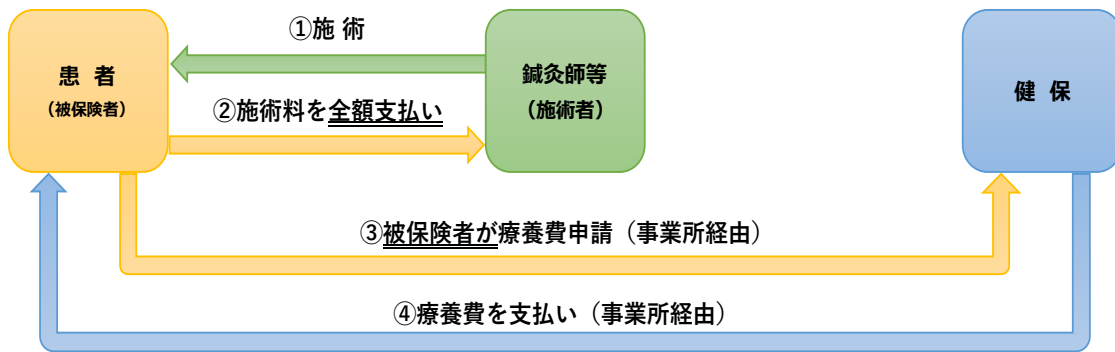 ①施 術
患 者
（被保険者）
鍼灸師等
（施術者）
健 保
②施術料を全額支払い
③被保険者が療養費申請（事業所経由）
④療養費を支払い（事業所経由）